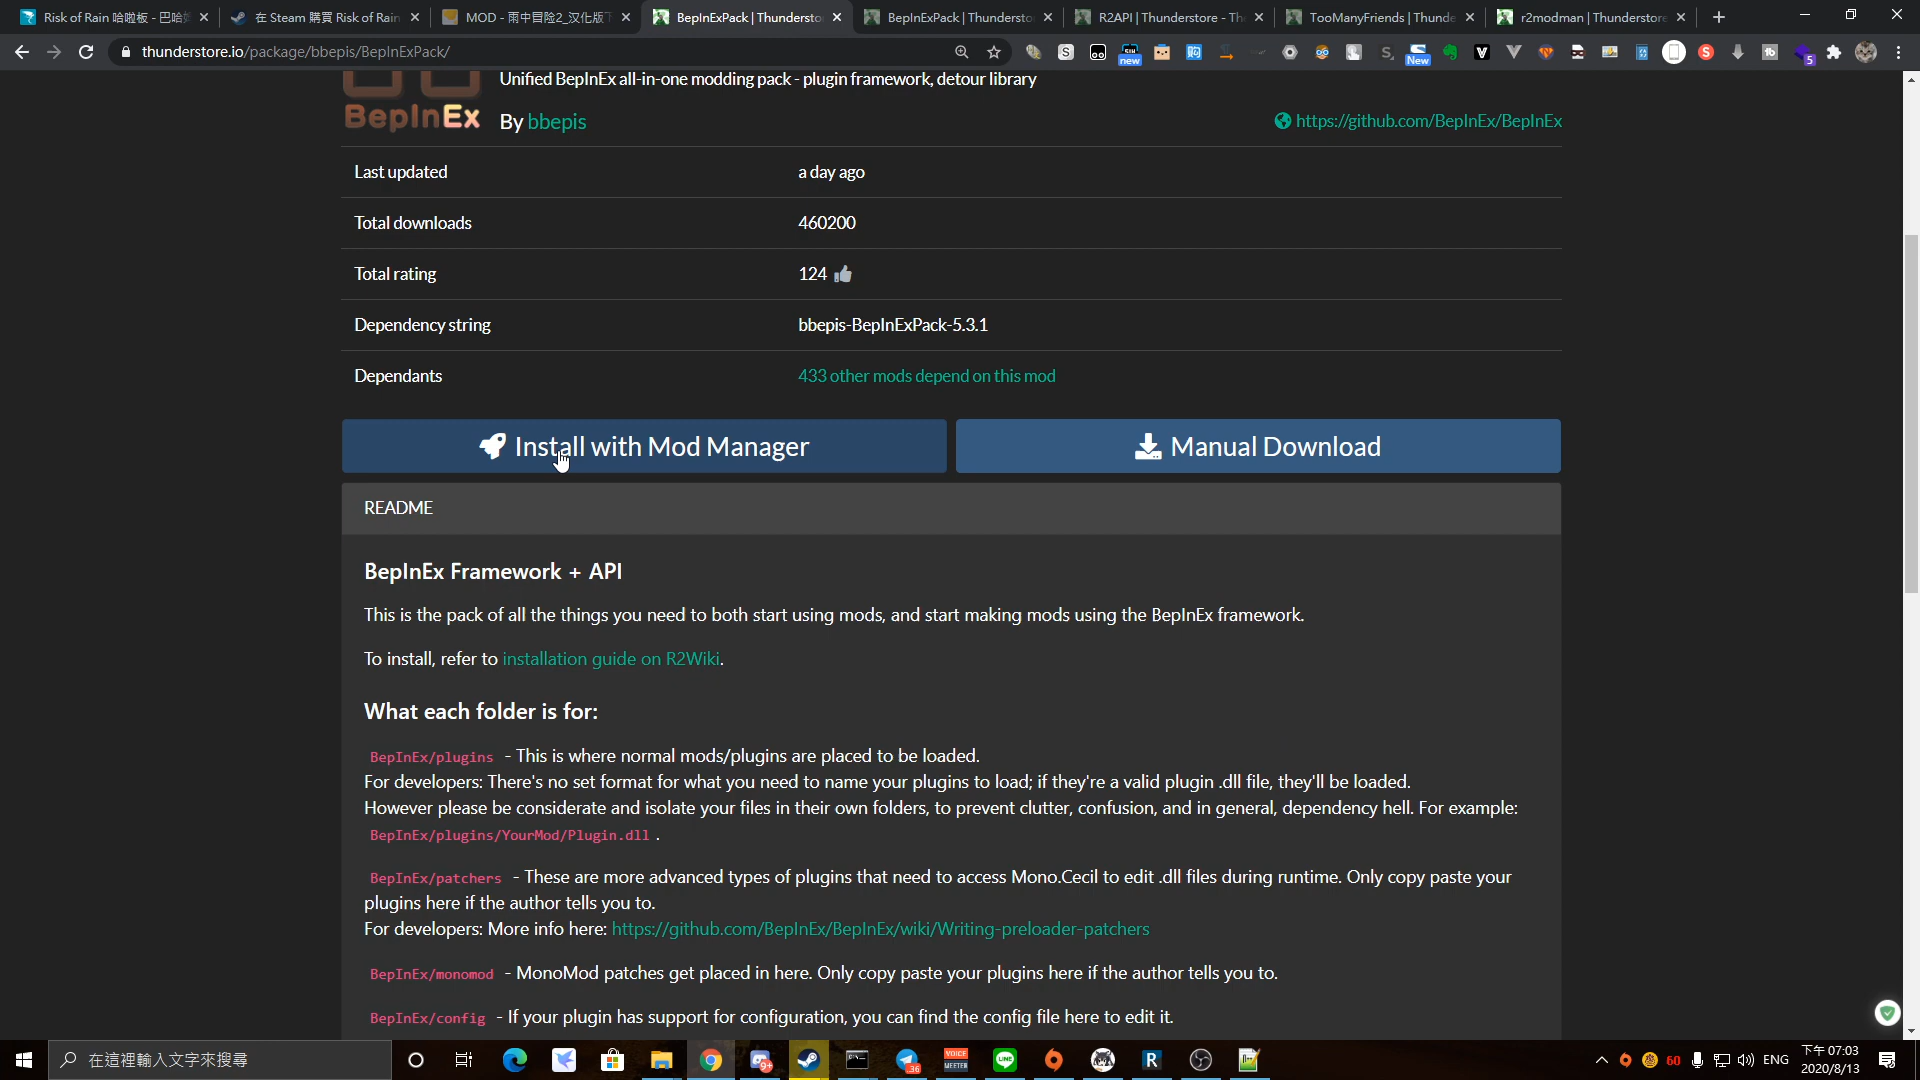 Risk of Rain 哈啦板 - 巴哈
在 Steam 購買 Risk of Rain
MOD - 雨中冒险2_汉化版
BepInExPack | Thundersto
BepInExPack | Thundersto
R2API | Thunderstore - Th
TooManyFriends | Thunde
r2modman | Thunderstore
thunderstore.io/package/bbepis/BepInExPack/
new
New
5
BepInEx
Unified BepInEx all-in-one modding pack - plugin framework, detour library
By bbepis
https://github.com/BepInEx/BepInEx
Last updated a day ago
Total downloads 460200
Total rating 124
Dependency string bbepis-BepInExPack-5.3.1
Dependants 433 other mods depend on this mod
Install with Mod Manager
Manual Download
README
BepInEx Framework + API
This is the pack of all the things you need to both start using mods, and start making mods using the BepInEx framework.
To install, refer to installation guide on R2Wiki.
What each folder is for:
BepInEx/plugins - This is where normal mods/plugins are placed to be loaded.
For developers: There's no set format for what you need to name your plugins to load; if they're a valid plugin .dll file, they'll be loaded.
However please be considerate and isolate your files in their own folders, to prevent clutter, confusion, and in general, dependency hell. For example:
BepInEx/plugins/YourMod/Plugin.dll .
BepInEx/patchers - These are more advanced types of plugins that need to access Mono.Cecil to edit .dll files during runtime. Only copy paste your
plugins here if the author tells you to.
For developers: More info here: https://github.com/BepInEx/BepInEx/wiki/Writing-preloader-patchers
BepInEx/monomod - MonoMod patches get placed in here. Only copy paste your plugins here if the author tells you to.
BepInEx/config - If your plugin has support for configuration, you can find the config file here to edit it.
在這裡輸入文字來搜尋
9+
36
VOICE
MEETER
LINE
R
60
ENG
下午 07:03
2020/8/13